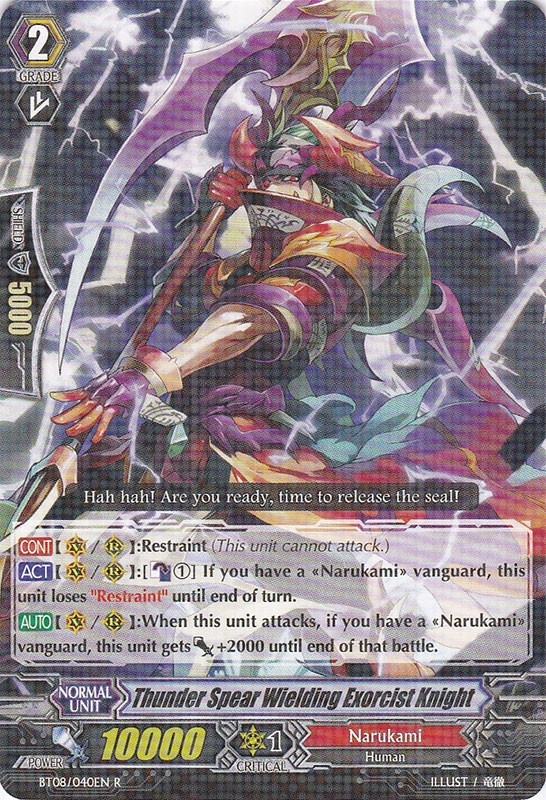 2
GRADE
SHIELD
5000
Hah hah! Are you ready, time to release the seal!
CONT【 V / R 】:Restraint (This unit cannot attack.)
ACT【 V / R 】:[ ①] If you have a «Narukami» vanguard, this
unit loses "Restraint" until end of turn.
AUTO【 V / R 】:When this unit attacks, if you have a «Narukami»
vanguard, this unit gets +2000 until end of that battle.
NORMAL
UNIT
Thunder Spear Wielding Exorcist Knight
POWER
10000
1
CRITICAL
Narukami
Human
BT08/040EN R
ILLUST / 竜徹